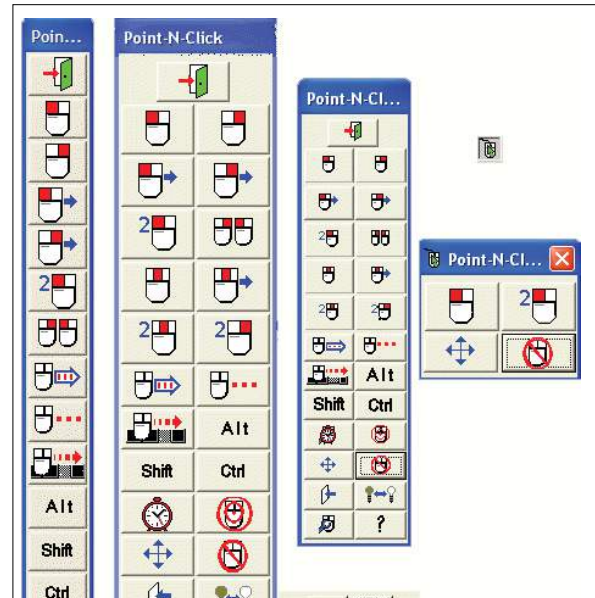 Poin...
2
Alt
Shift
Ctrl
Point-N-Click
2
2
2
Alt
Shift
Ctrl
Point-N-Cl...
2
2
2
Alt
Shift
Ctrl
?
Point-N-Cl...
2